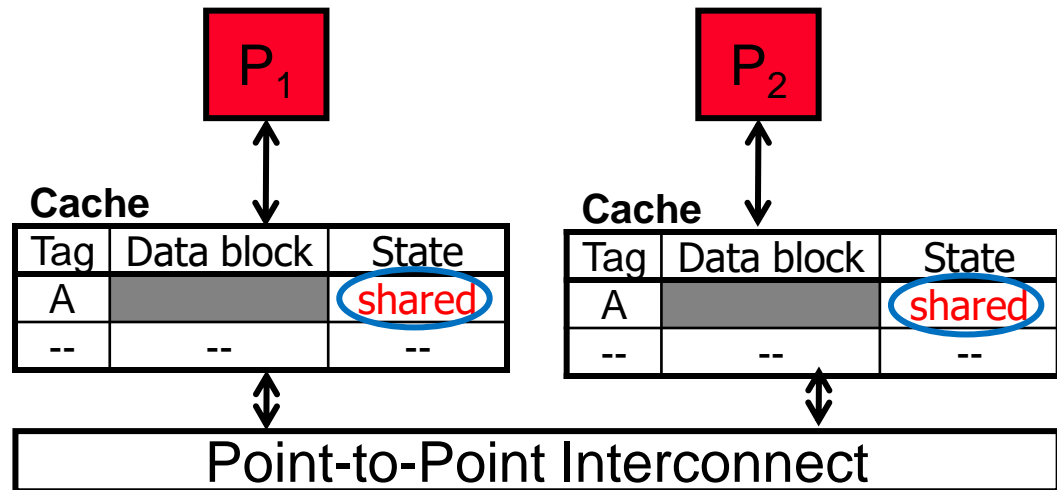 P₁
P₂
Cache
Cache
Tag Data block State
Tag Data block State
A shared
A shared
-- -- --
-- -- --
Point-to-Point Interconnect